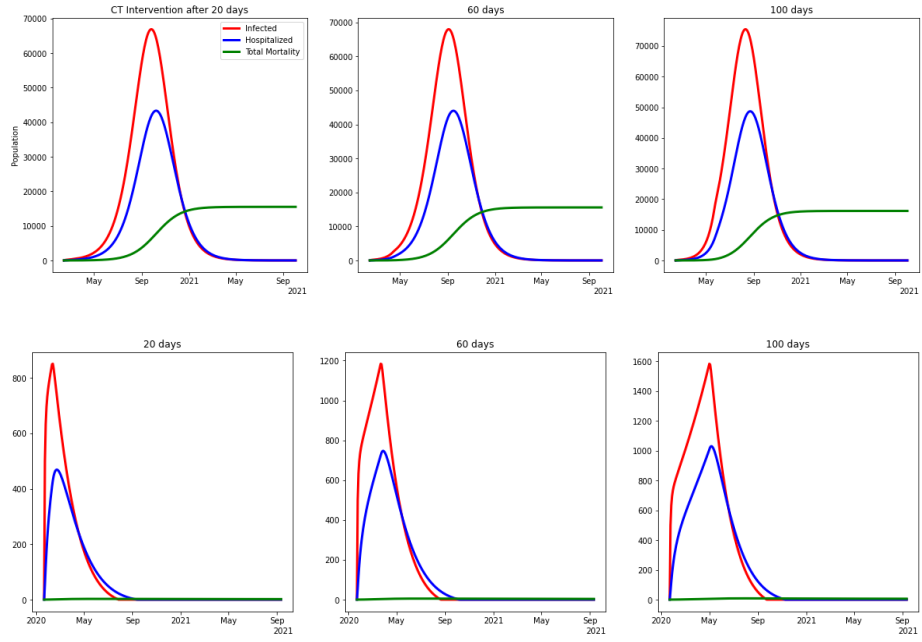 CT Intervention after 20 days
60 days
100 days
Infected
Hospitalized
Total Mortality
Population
70000
60000
50000
40000
30000
20000
10000
0
May
Sep
2021
May
Sep
2021
70000
60000
50000
40000
30000
20000
10000
0
May
Sep
2021
May
Sep
2021
70000
60000
50000
40000
30000
20000
10000
0
May
Sep
2021
May
Sep
2021
20 days
60 days
100 days
800
600
400
200
0
2020
May
Sep
2021
May
Sep
2021
1200
1000
800
600
400
200
0
2020
May
Sep
2021
May
Sep
2021
1600
1400
1200
1000
800
600
400
200
0
2020
May
Sep
2021
May
Sep
2021